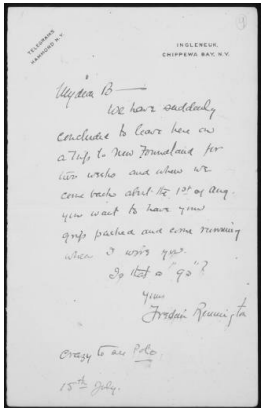 TELEGRAMS
HAMMOND N.Y.
INGLENEUK,
CHIPPEWA BAY, N.Y.
My dear B—
We have suddenly
concluded to leave here on
a trip to New Foundland for
two weeks and when we
come back about the 1st of Aug.
you want to have your
grip packed and come running
when I wire you.
Is that a "go"?
Yours
Frederic Remington
crazy to see Polo.
15th July.